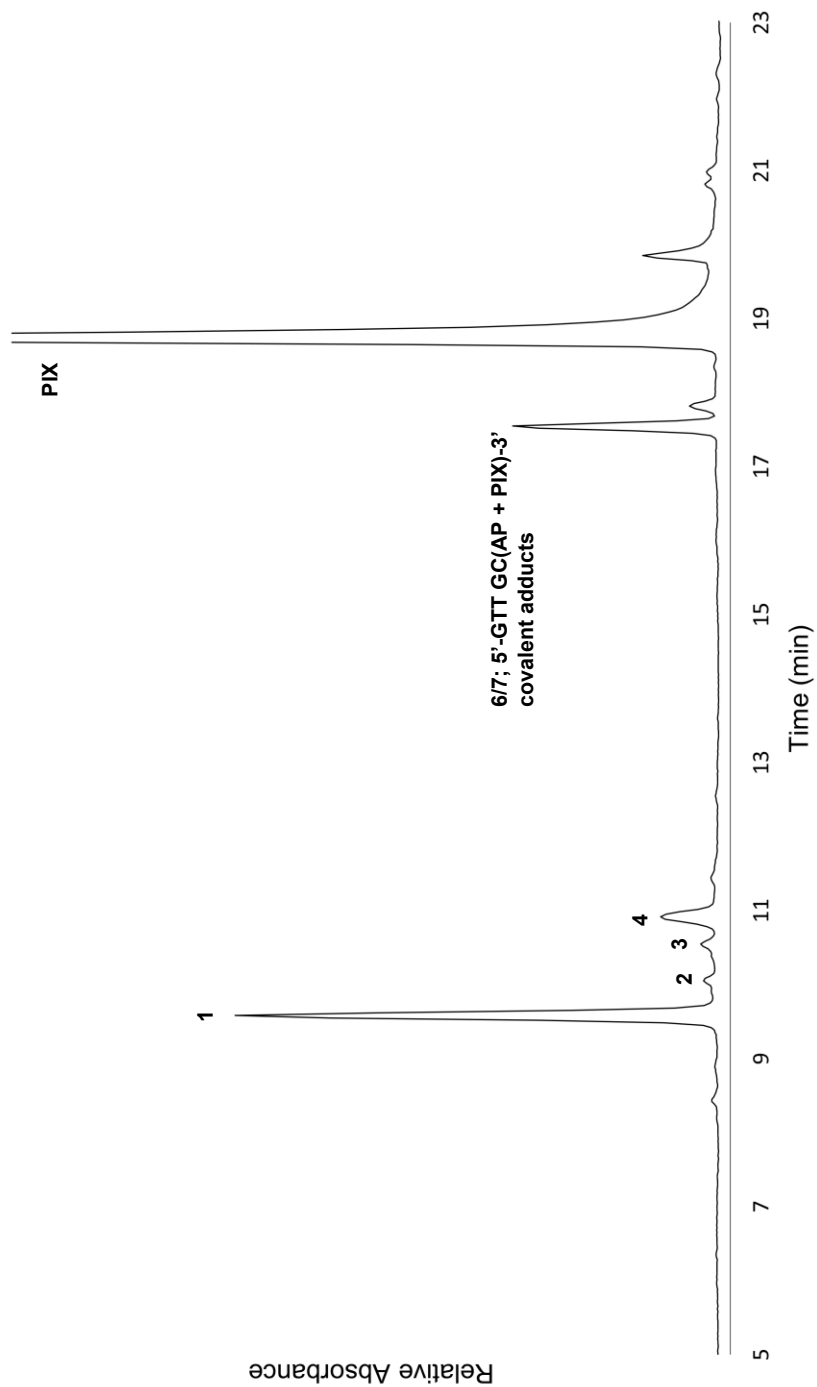 Relative Absorbance
1
2
3
4
6/7; 5’-GTT GC(AP + PIX)-3’
covalent adducts
PIX
5 7 9 11 13 15 17 19 21 23
Time (min)